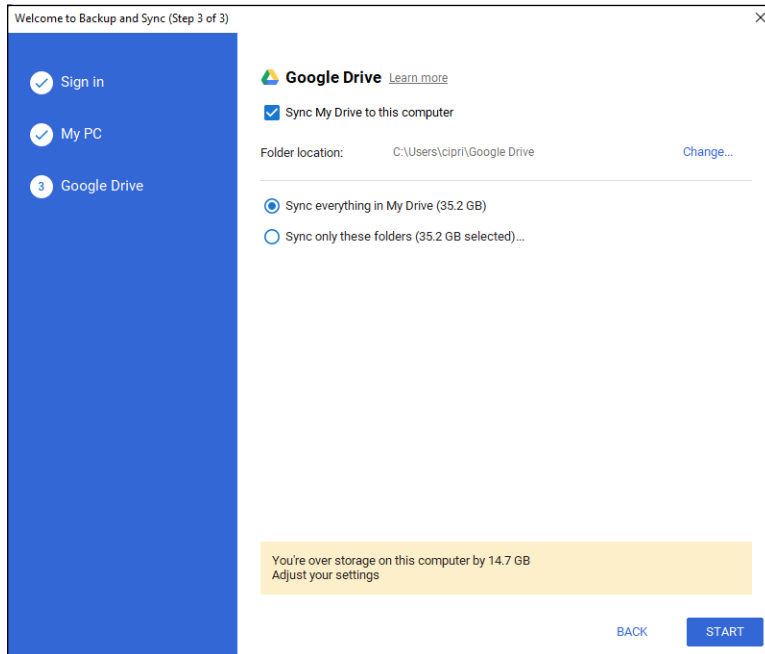 Welcome to Backup and Sync (Step 3 of 3)
Sign in
My PC
3 Google Drive
Google Drive Learn more
Sync My Drive to this computer
Folder location: C:\Users\cipri\Google Drive Change...
Sync everything in My Drive (35.2 GB)
Sync only these folders (35.2 GB selected)...
You're over storage on this computer by 14.7 GB
Adjust your settings
BACK START